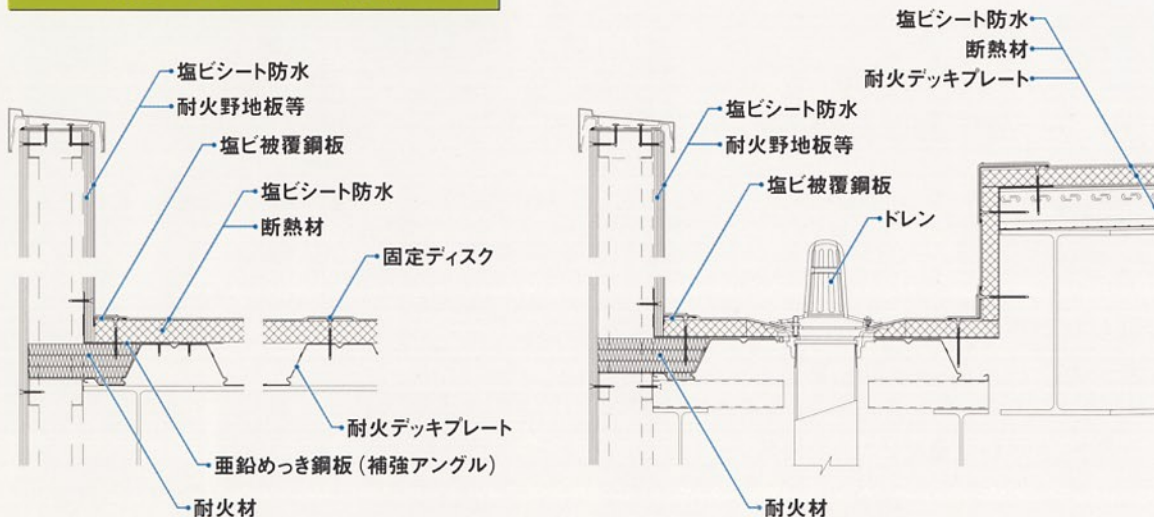 塩ビシート防水
耐火野地板等
塩ビ被覆鋼板
塩ビシート防水
断熱材
固定ディスク
耐火デッキプレート
亜鉛めっき鋼板(補強アングル)
耐火材
塩ビシート防水
断熱材
耐火デッキプレート
塩ビシート防水
耐火野地板等
塩ビ被覆鋼板
ドレン
耐火材